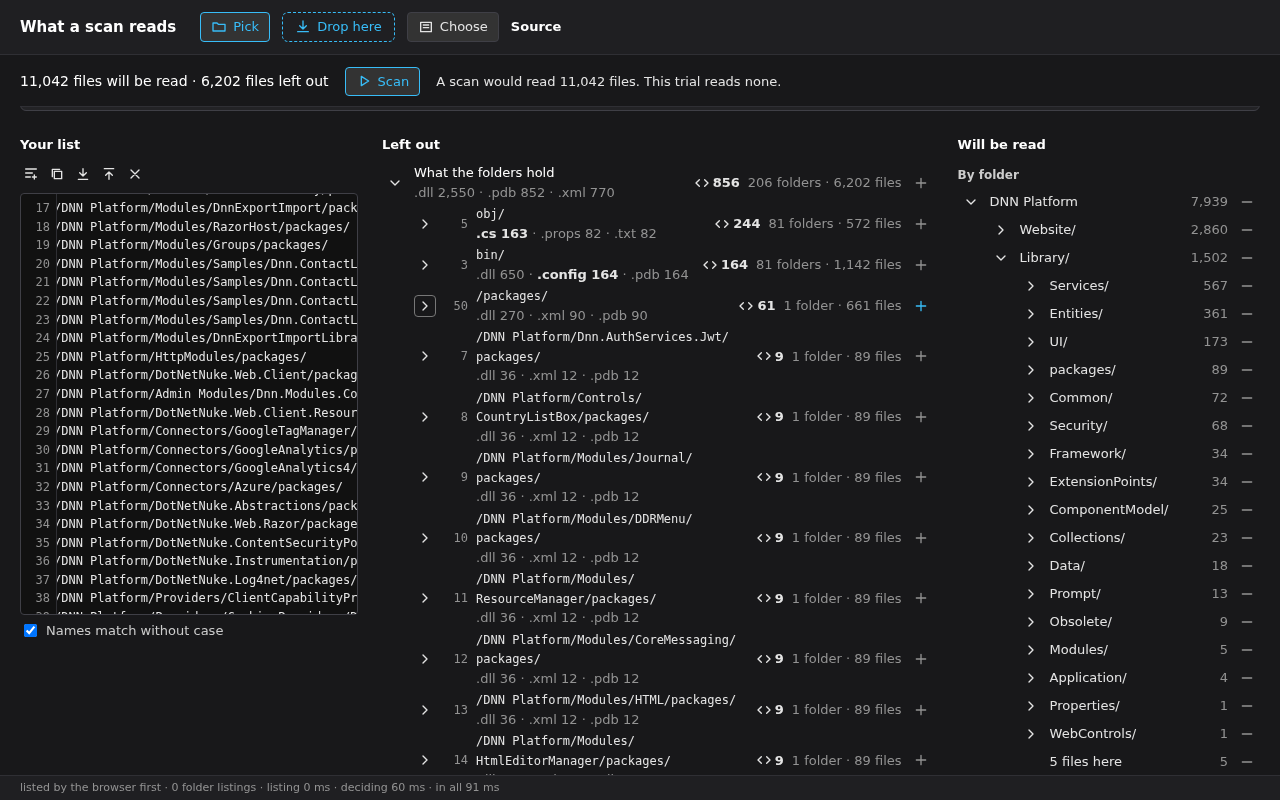 What a scan reads
Pick
Drop here
Choose
Source
11,042 files will be read · 6,202 files left out
Scan
A scan would read 11,042 files. This trial reads none.
Your list
17 /DNN Platform/Modules/DnnExportImport/pack
18 /DNN Platform/Modules/RazorHost/packages/
19 /DNN Platform/Modules/Groups/packages/
20 /DNN Platform/Modules/Samples/Dnn.ContactL
21 /DNN Platform/Modules/Samples/Dnn.Contact
22 /DNN Platform/Modules/Samples/Dnn.Contact
23 /DNN Platform/Modules/Samples/Dnn.ContactL
24 /DNN Platform/Modules/DnnExportImportLibra
25 /DNN Platform/HttpModules/packages/
26 /DNN Platform/DotNetNuke.Web.Client/packag
27 /DNN Platform/Admin Modules/Dnn.Modules.Co
28 /DNN Platform/DotNetNuke.Web.Client.Resour
29 /DNN Platform/Connectors/GoogleTagManager/
30 /DNN Platform/Connectors/GoogleAnalytics/p
31 /DNN Platform/Connectors/GoogleAnalytics4/
32 /DNN Platform/Connectors/Azure/packages/
33 /DNN Platform/DotNetNuke.Abstractions/pack
34 /DNN Platform/DotNetNuke.Web.Razor/package
35 /DNN Platform/DotNetNuke.ContentSecurityPo
36 /DNN Platform/DotNetNuke.Instrumentation/p
37 /DNN Platform/DotNetNuke.Log4net/packages/
38 /DNN Platform/Providers/ClientCapabilityPr
Names match without case
Left out
What the folders hold
.dll 2,550 · .pdb 852 · .xml 770
856 206 folders · 6,202 files
5 obj/
.cs 163 · .props 82 · .txt 82
244 81 folders · 572 files
3 bin/
.dll 650 · .config 164 · .pdb 164
164 81 folders · 1,142 files
50 /packages/
.dll 270 · .xml 90 · .pdb 90
61 1 folder · 661 files
7 /DNN Platform/Dnn.AuthServices.Jwt/
packages/
.dll 36 · .xml 12 · .pdb 12
9 1 folder · 89 files
8 /DNN Platform/Controls/
CountryListBox/packages/
.dll 36 · .xml 12 · .pdb 12
9 1 folder · 89 files
9 /DNN Platform/Modules/Journal/
packages/
.dll 36 · .xml 12 · .pdb 12
9 1 folder · 89 files
10 /DNN Platform/Modules/DDRMenu/
packages/
.dll 36 · .xml 12 · .pdb 12
9 1 folder · 89 files
11 /DNN Platform/Modules/
ResourceManager/packages/
.dll 36 · .xml 12 · .pdb 12
9 1 folder · 89 files
12 /DNN Platform/Modules/CoreMessaging/
packages/
.dll 36 · .xml 12 · .pdb 12
9 1 folder · 89 files
13 /DNN Platform/Modules/HTML/packages/
.dll 36 · .xml 12 · .pdb 12
9 1 folder · 89 files
14 /DNN Platform/Modules/
HtmlEditorManager/packages/
9 1 folder · 89 files
Will be read
By folder
DNN Platform 7,939
Website/ 2,860
Library/ 1,502
Services/ 567
Entities/ 361
UI/ 173
packages/ 89
Common/ 72
Security/ 68
Framework/ 34
ExtensionPoints/ 34
ComponentModel/ 25
Collections/ 23
Data/ 18
Prompt/ 13
Obsolete/ 9
Modules/ 5
Application/ 4
Properties/ 1
WebControls/ 1
5 files here 5
listed by the browser first · 0 folder listings · listing 0 ms · deciding 60 ms · in all 91 ms